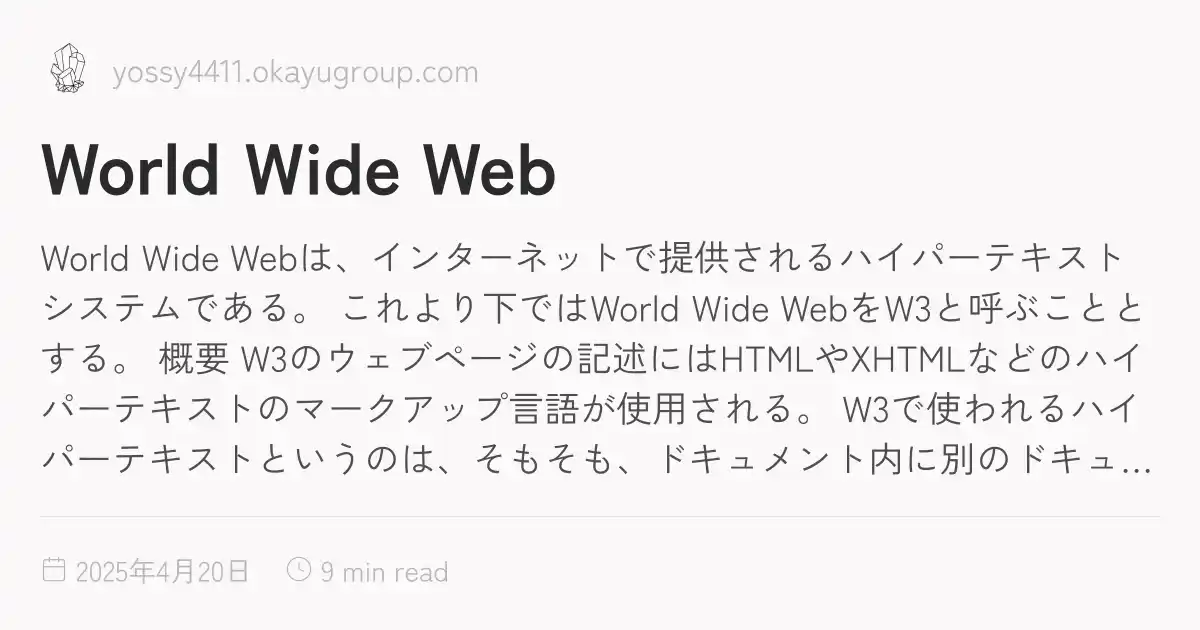 yossy4411.okayugroup.com
World Wide Web
World Wide Webは、インターネットで提供されるハイパーテキスト
システムである。 これより下ではWorld Wide WebをW3と呼ぶことと
する。 概要 W3のウェブページの記述にはHTMLやXHTMLなどのハイ
パーテキストのマークアップ言語が使用される。 W3で使われるハイ
パーテキストというのは、そもそも、ドキュメント内に別のドキュ…
2025年4月20日 9 min read